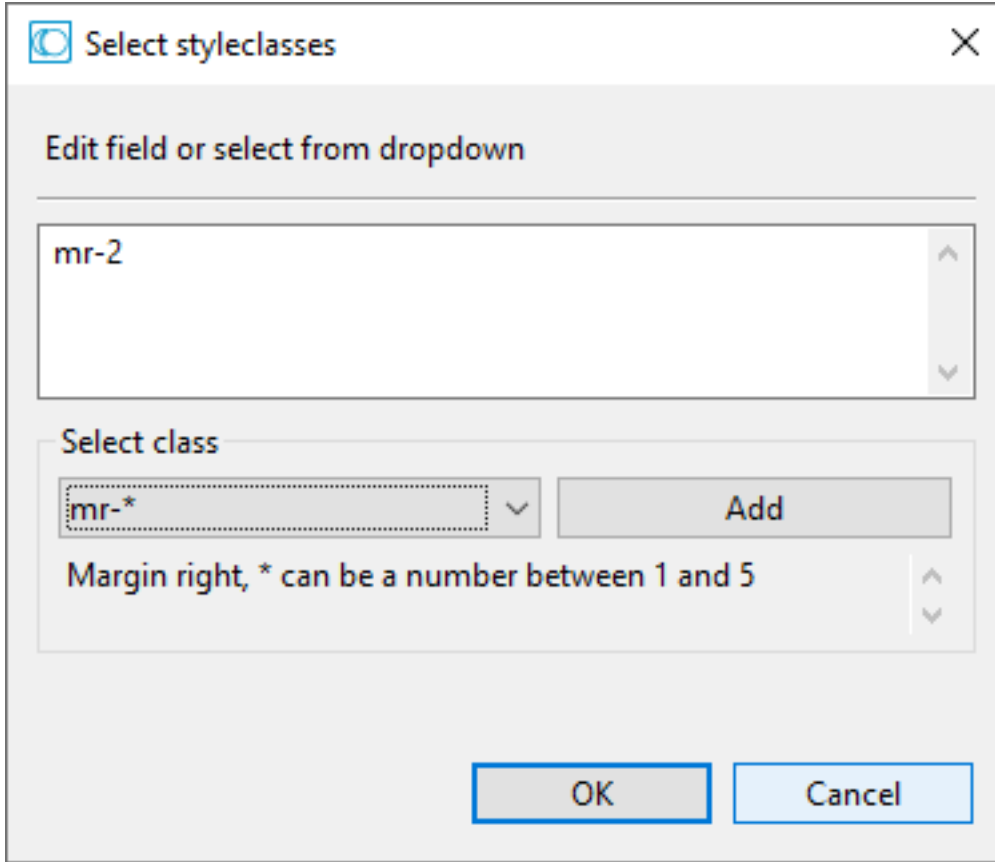 Select styleclasses
Edit field or select from dropdown
mr-2
Select class
mr-*
Add
Margin right, * can be a number between 1 and 5
OK
Cancel